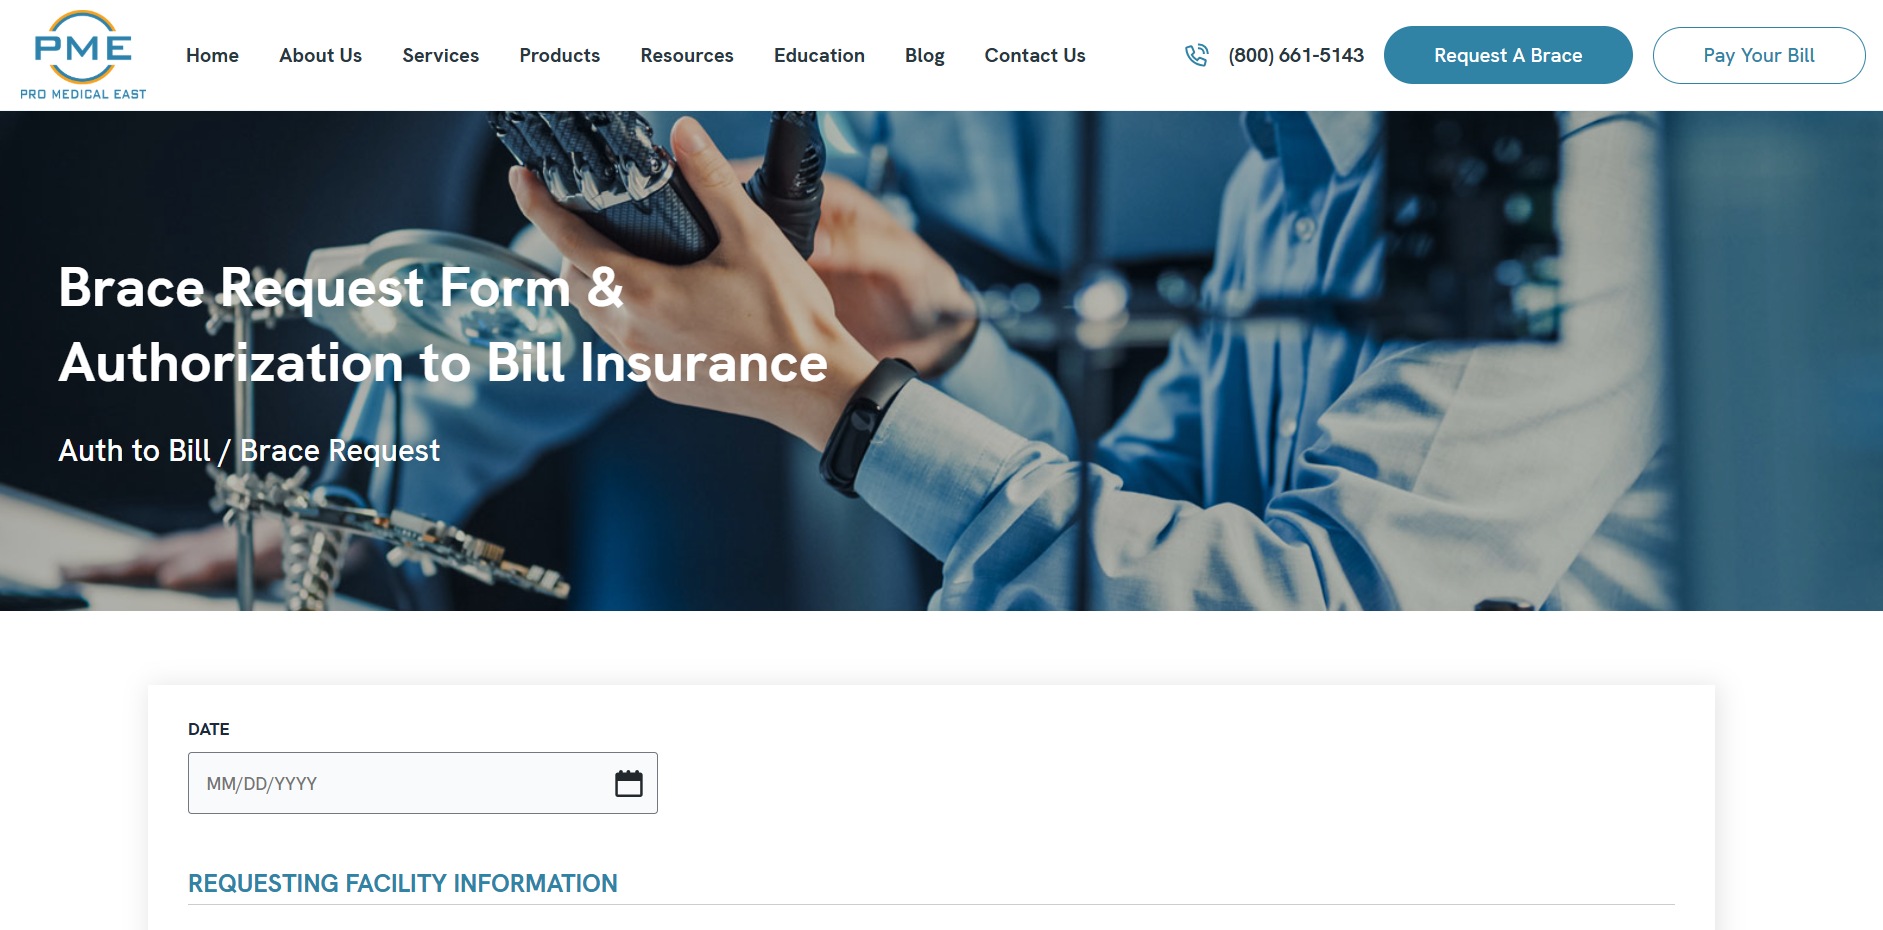 PME
PRO MEDICAL EAST
Home
About Us
Services
Products
Resources
Education
Blog
Contact Us
(800) 661-5143
Request A Brace
Pay Your Bill
Brace Request Form &
Authorization to Bill Insurance
Auth to Bill / Brace Request
DATE
MM/DD/YYYY
REQUESTING FACILITY INFORMATION